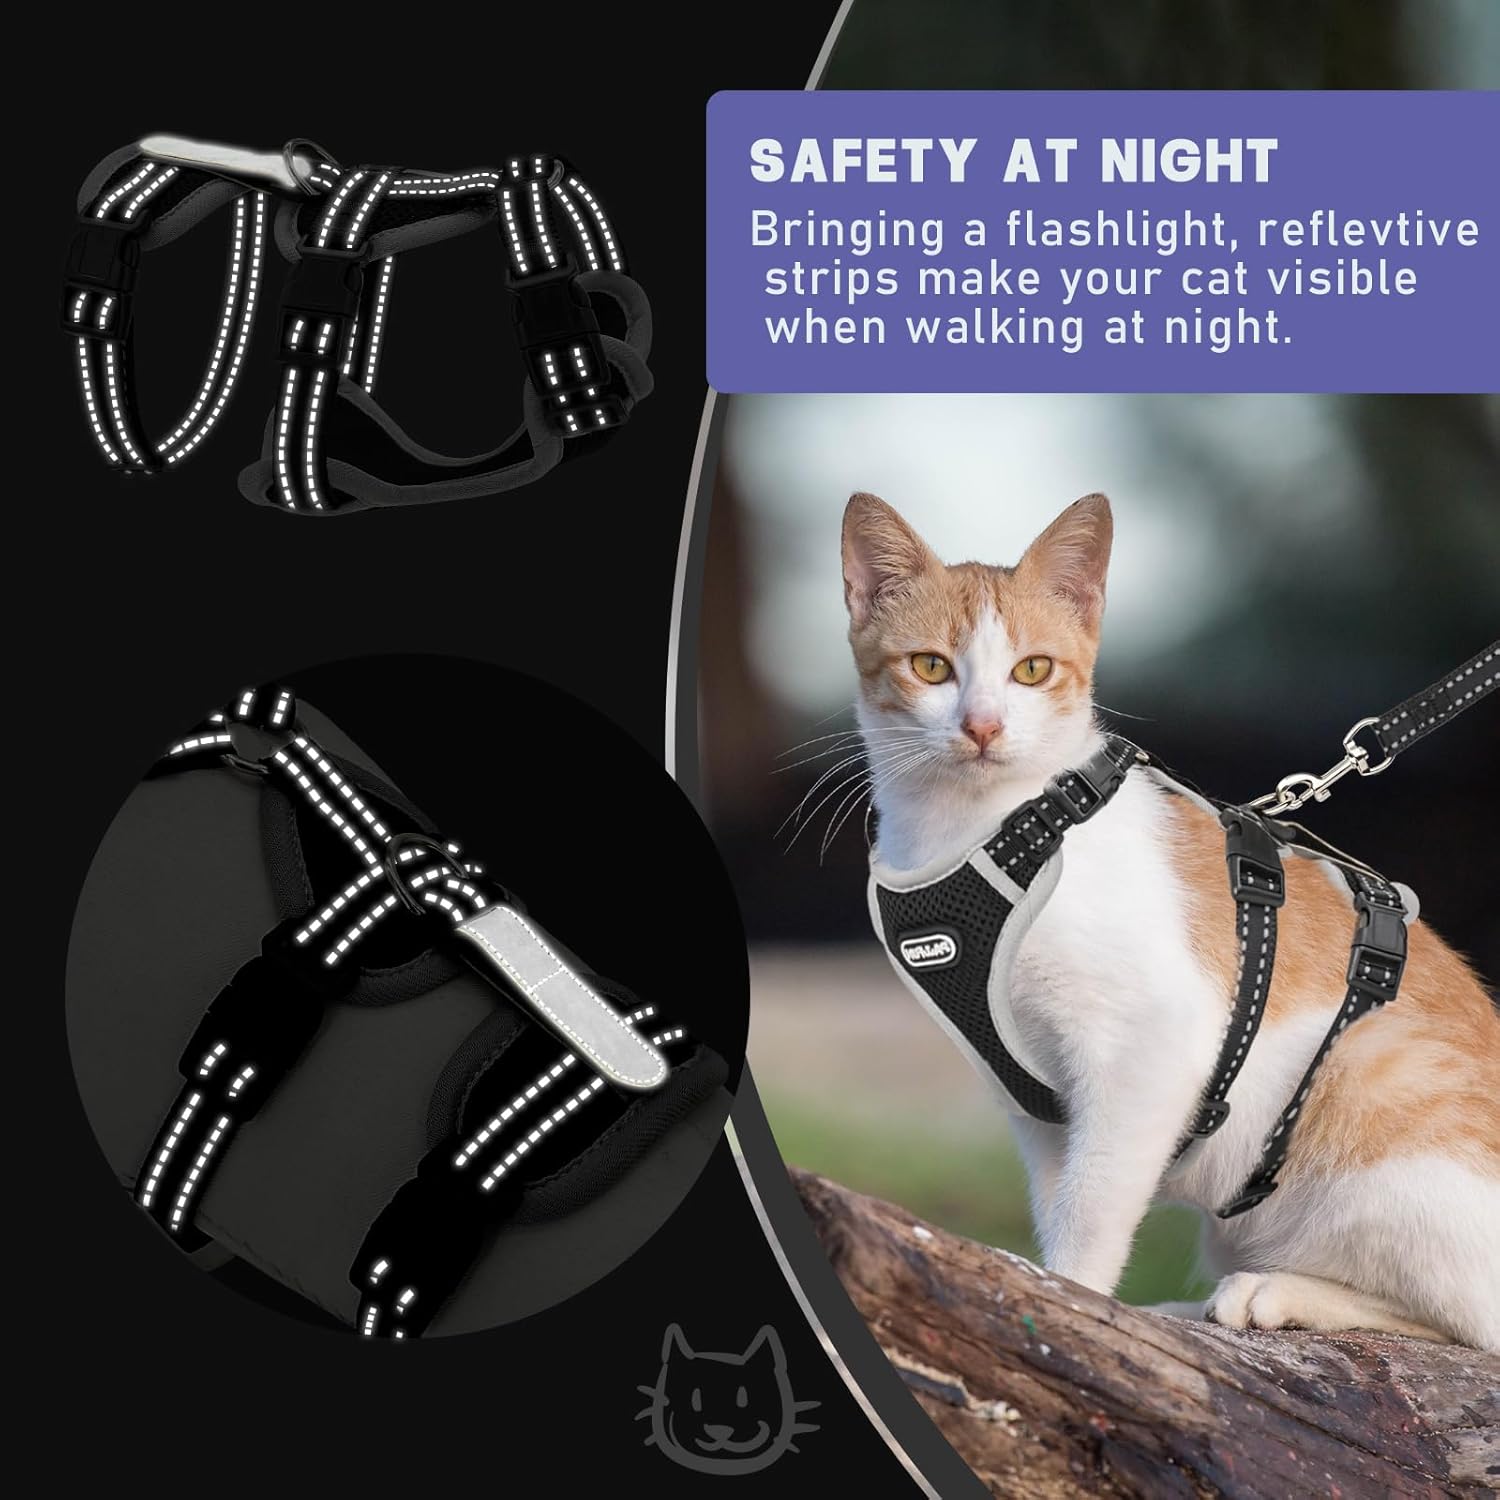 SAFETY AT NIGHT
Bringing a flashlight, reflevtive
strips make your cat visible
when walking at night.